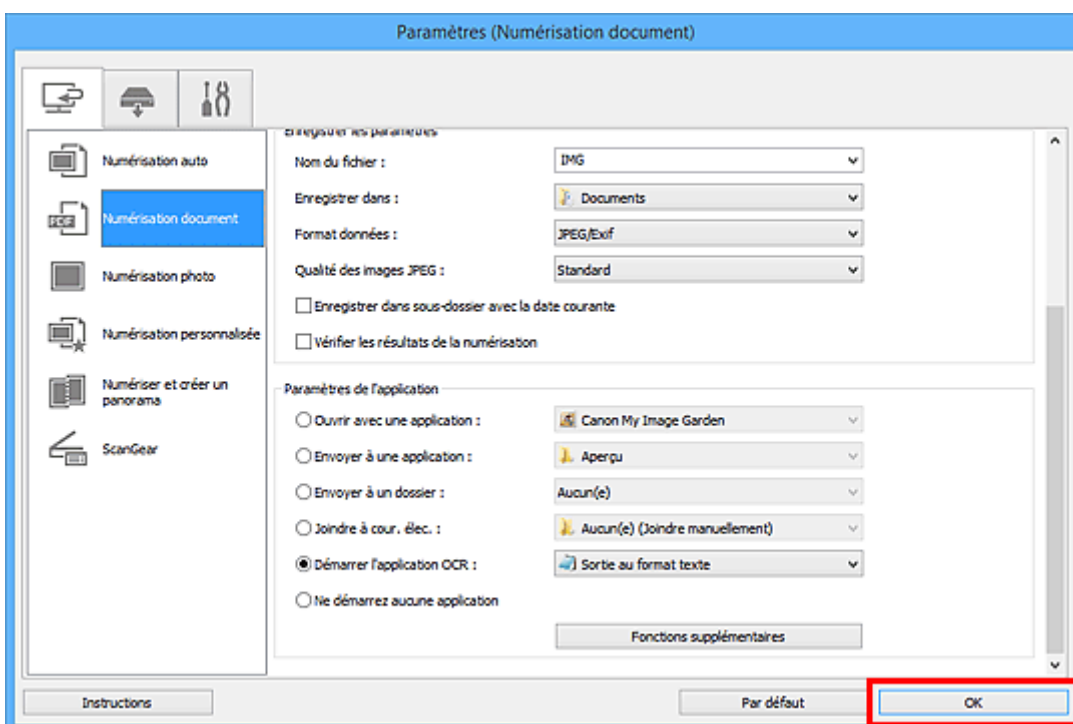 Paramètres (Numérisation document)
Enregistrer les paramètres
Numérisation auto
Numérisation document
Numérisation photo
Numérisation personnalisée
Numériser et créer un
panorama
ScanGear
Nom du fichier : IMG
Enregistrer dans : Documents
Format données : JPEG/Exif
Qualité des images JPEG : Standard
Enregistrer dans sous-dossier avec la date courante
Vérifier les résultats de la numérisation
Paramètres de l'application
Ouvrir avec une application : Canon My Image Garden
Envoyer à une application : Aperçu
Envoyer à un dossier : Aucun(e)
Joindre à cour. élec. : Aucun(e) (Joindre manuellement)
Démarrer l'application OCR : Sortie au format texte
Ne démarrez aucune application
Fonctions supplémentaires
Instructions
Par défaut
OK